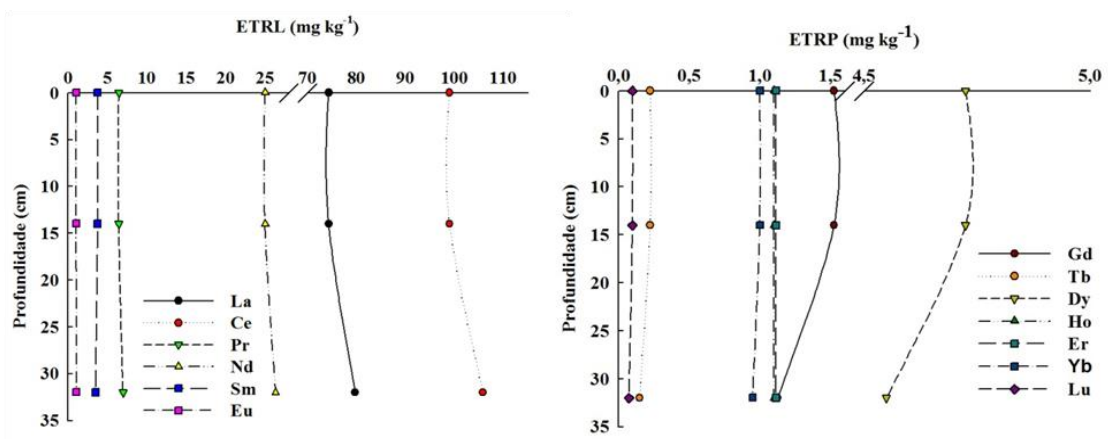 ETRL (mg kg⁻¹)
0 5 10 15 20 25 70 80 90 100 110
Profundidade (cm)
0
5
10
15
20
25
30
35
La
Ce
Pr
Nd
Sm
Eu
ETRP (mg kg⁻¹)
0,0 0,5 1,0 1,5 4,5 5,0
Profundidade (cm)
0
5
10
15
20
25
30
35
Gd
Tb
Dy
Ho
Er
Yb
Lu